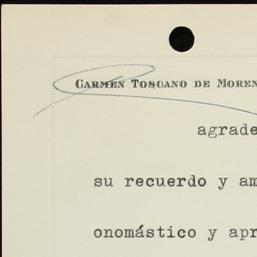 CARMEN TOSCANO DE MOREN
agrade
su recuerdo y am
onomástico y apr